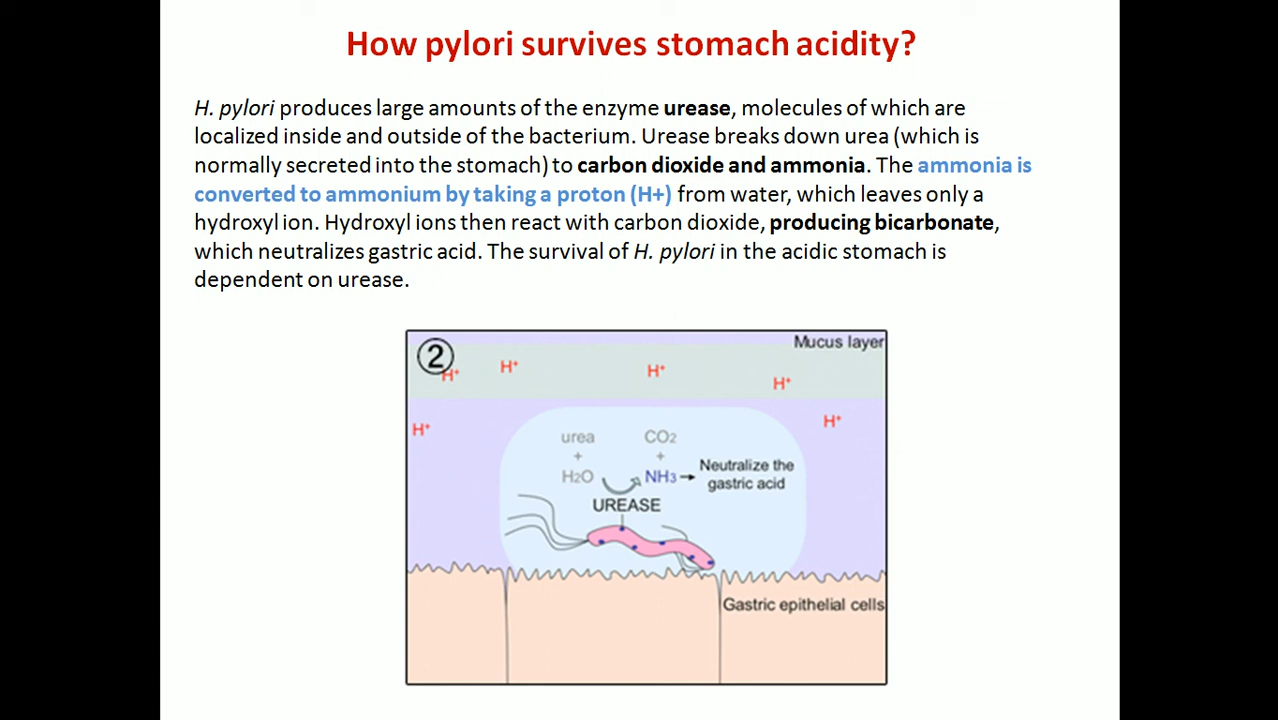 How pylori survives stomach acidity?
H. pylori produces large amounts of the enzyme urease, molecules of which are
localized inside and outside of the bacterium. Urease breaks down urea (which is
normally secreted into the stomach) to carbon dioxide and ammonia. The ammonia is
converted to ammonium by taking a proton (H+) from water, which leaves only a
hydroxyl ion. Hydroxyl ions then react with carbon dioxide, producing bicarbonate,
which neutralizes gastric acid. The survival of H. pylori in the acidic stomach is
dependent on urease.
Mucus layer
②
H⁺ H⁺ H⁺ H⁺
H⁺ H⁺
urea CO₂
+ +
H₂O NH₃ → Neutralize the
gastric acid
UREASE
Gastric epithelial cells